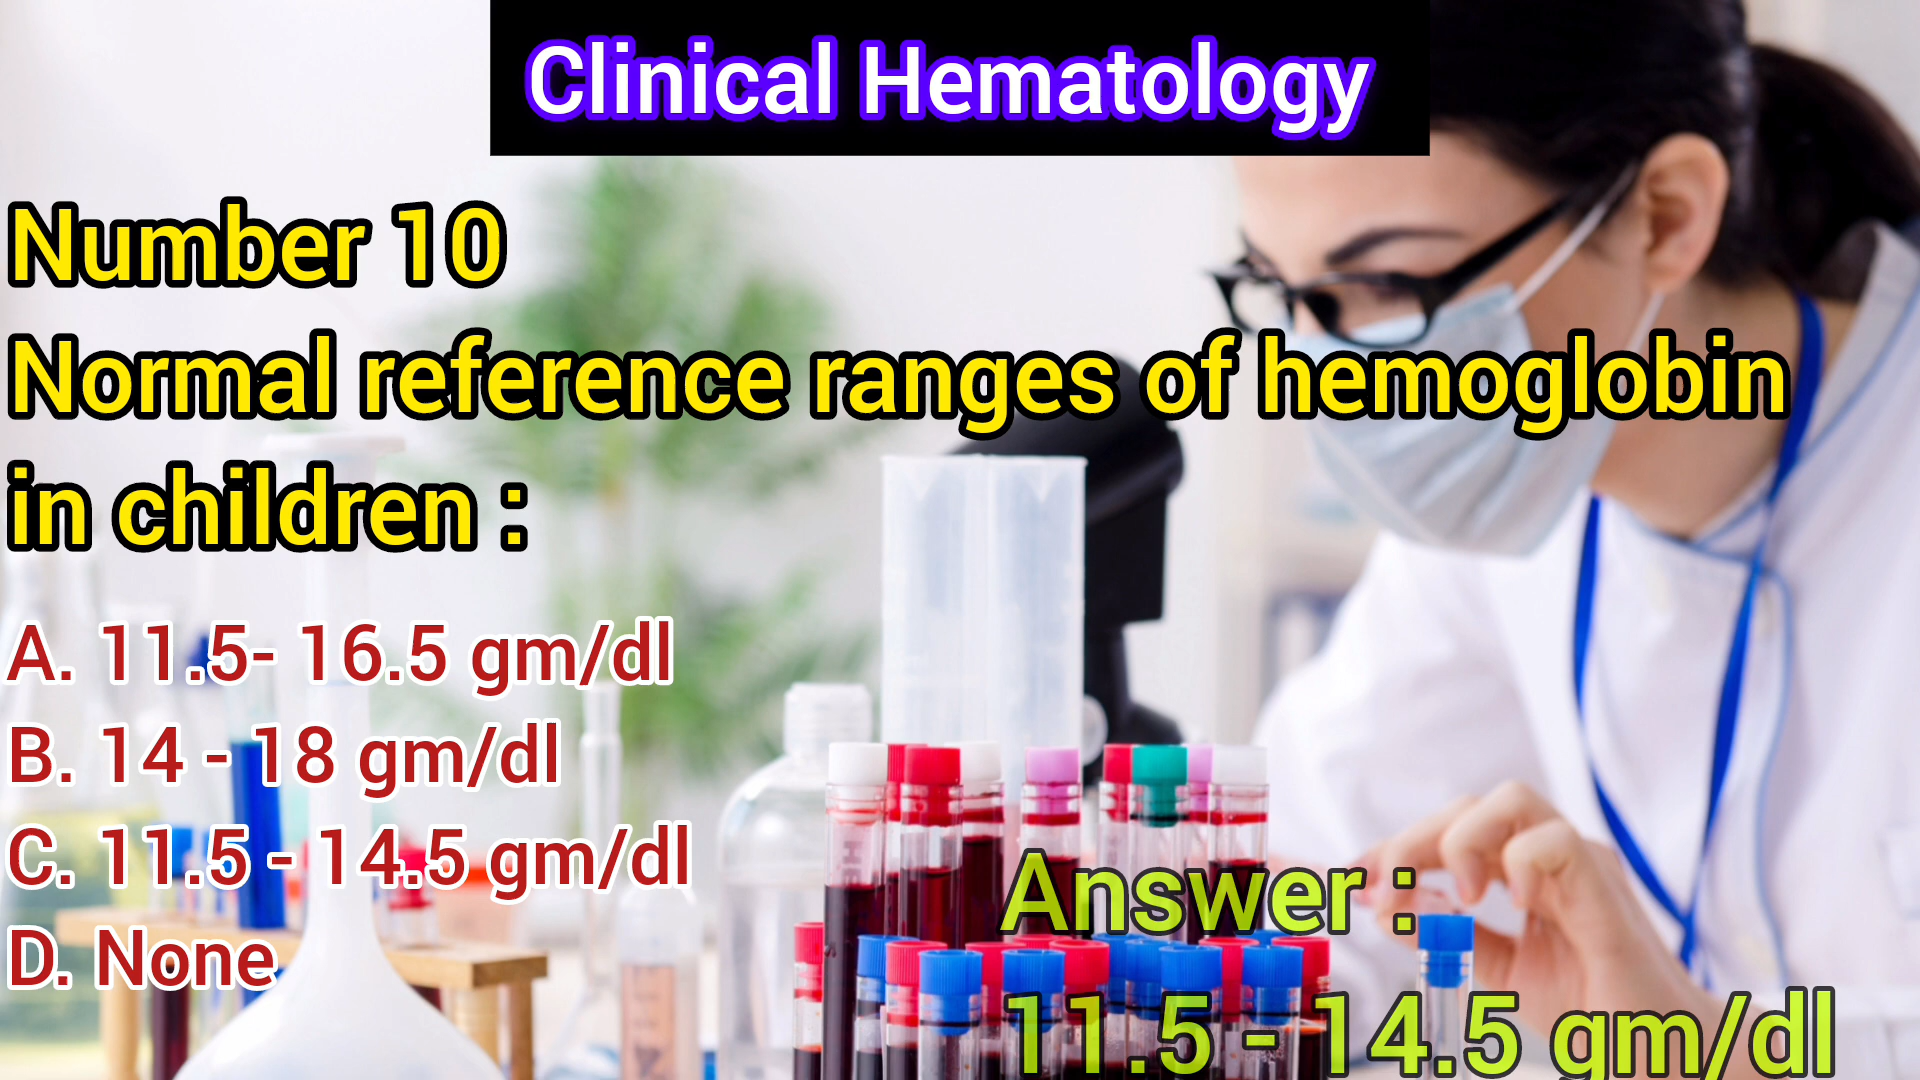 Clinical Hematology
Number 10
Normal reference ranges of hemoglobin
in children :
A. 11.5- 16.5 gm/dl
B. 14 - 18 gm/dl
C. 11.5 - 14.5 gm/dl
D. None
Answer :
11.5 - 14.5 gm/dl